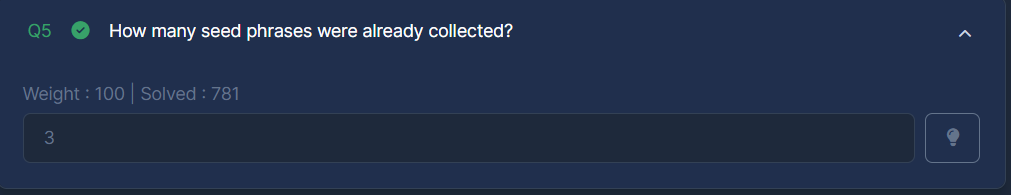 Q5 How many seed phrases were already collected?
Weight : 100 | Solved : 781
3